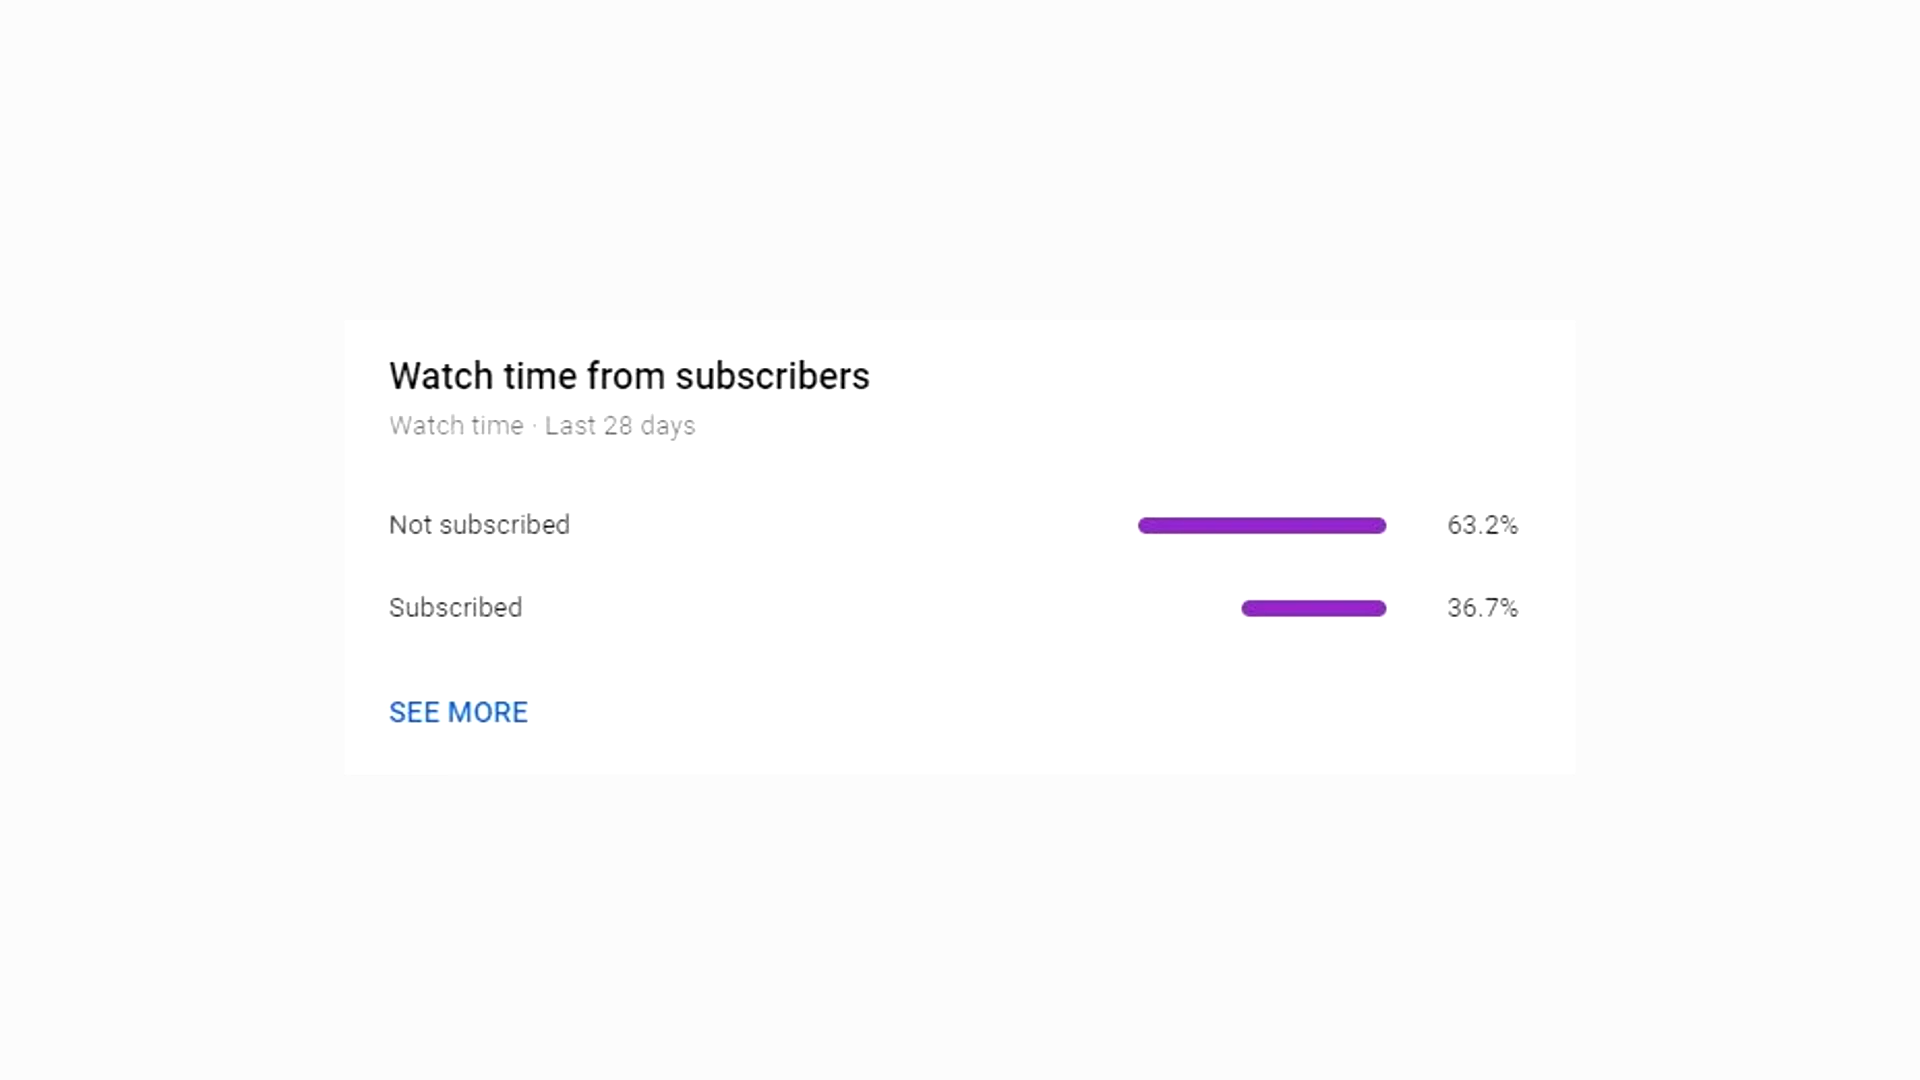 Watch time from subscribers
Watch time · Last 28 days
Not subscribed 63.2%
Subscribed 36.7%
SEE MORE